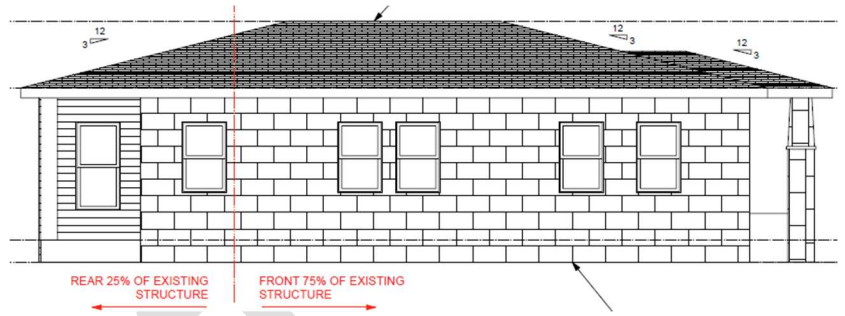 12
3
12
3
12
3
REAR 25% OF EXISTING
STRUCTURE
FRONT 75% OF EXISTING
STRUCTURE